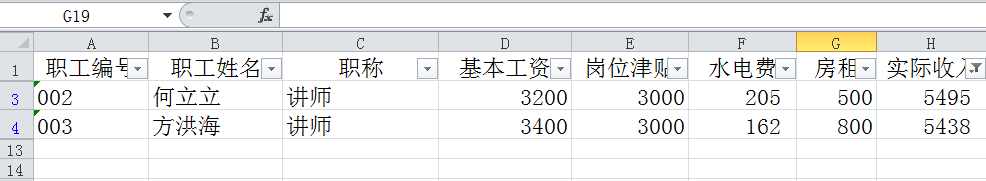 G19 fx
A B C D E F G H
1 职工编号 职工姓名 职称 基本工资 岗位津贴 水电费 房租 实际收入
3 002 何立立 讲师 3200 3000 205 500 5495
4 003 方洪海 讲师 3400 3000 162 800 5438
13
14